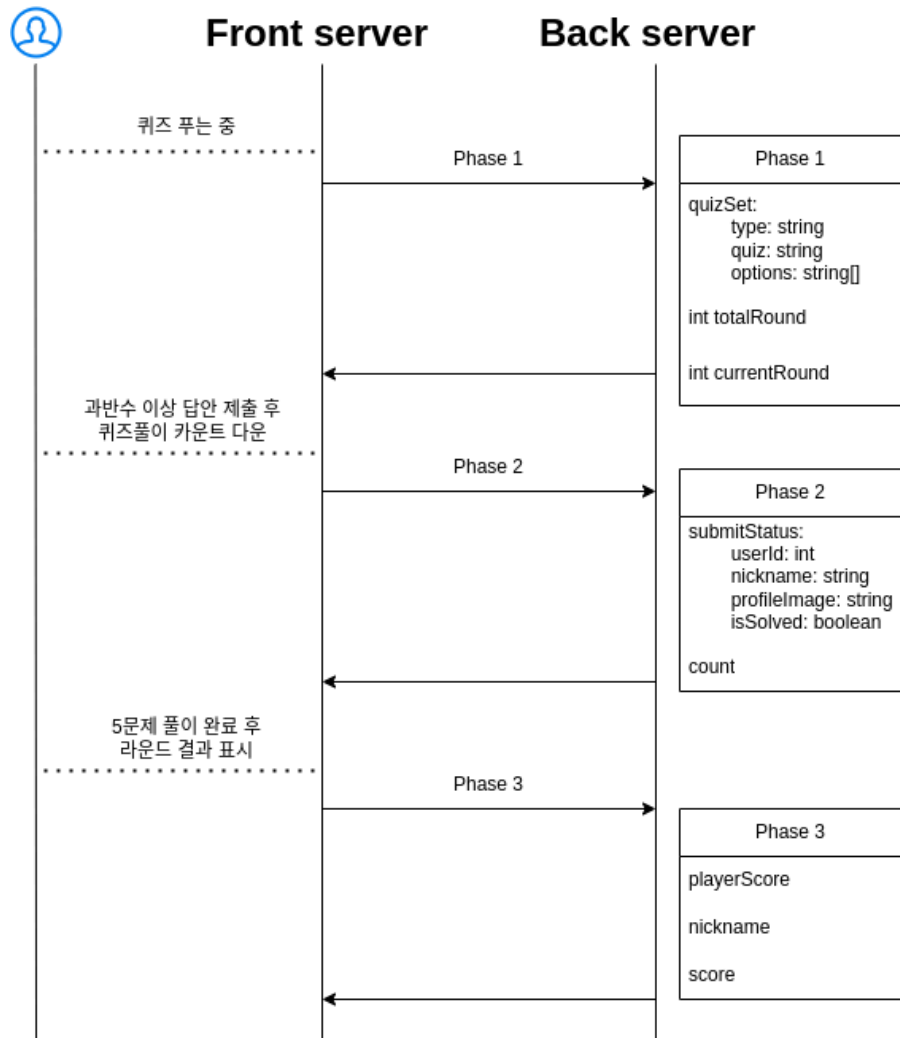 Front server
Back server
퀴즈 푸는 중
Phase 1
Phase 1
quizSet:
type: string
quiz: string
options: string[]
int totalRound
int currentRound
과반수 이상 답안 제출 후
퀴즈풀이 카운트 다운
Phase 2
Phase 2
submitStatus:
userId: int
nickname: string
profileImage: string
isSolved: boolean
count
5문제 풀이 완료 후
라운드 결과 표시
Phase 3
Phase 3
playerScore
nickname
score